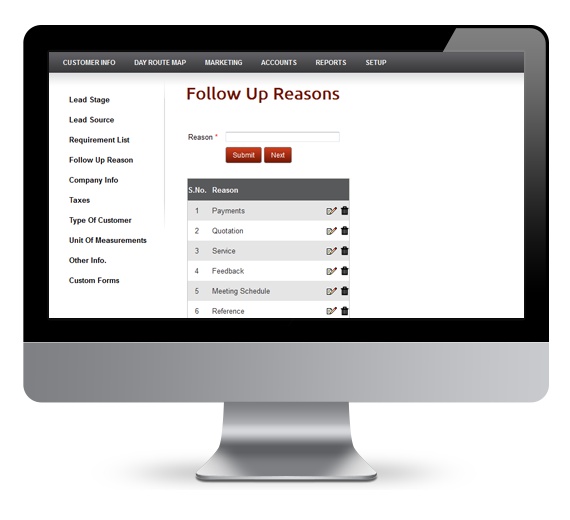 CUSTOMER INFO DAY ROUTE MAP MARKETING ACCOUNTS REPORTS SETUP
Follow Up Reasons
Lead Stage
Lead Source
Requirement List
Follow Up Reason
Company Info
Taxes
Type Of Customer
Unit Of Measurements
Other Info.
Custom Forms
Reason *
Submit Next
S.No. Reason
1 Payments
2 Quotation
3 Service
4 Feedback
5 Meeting Schedule
6 Reference